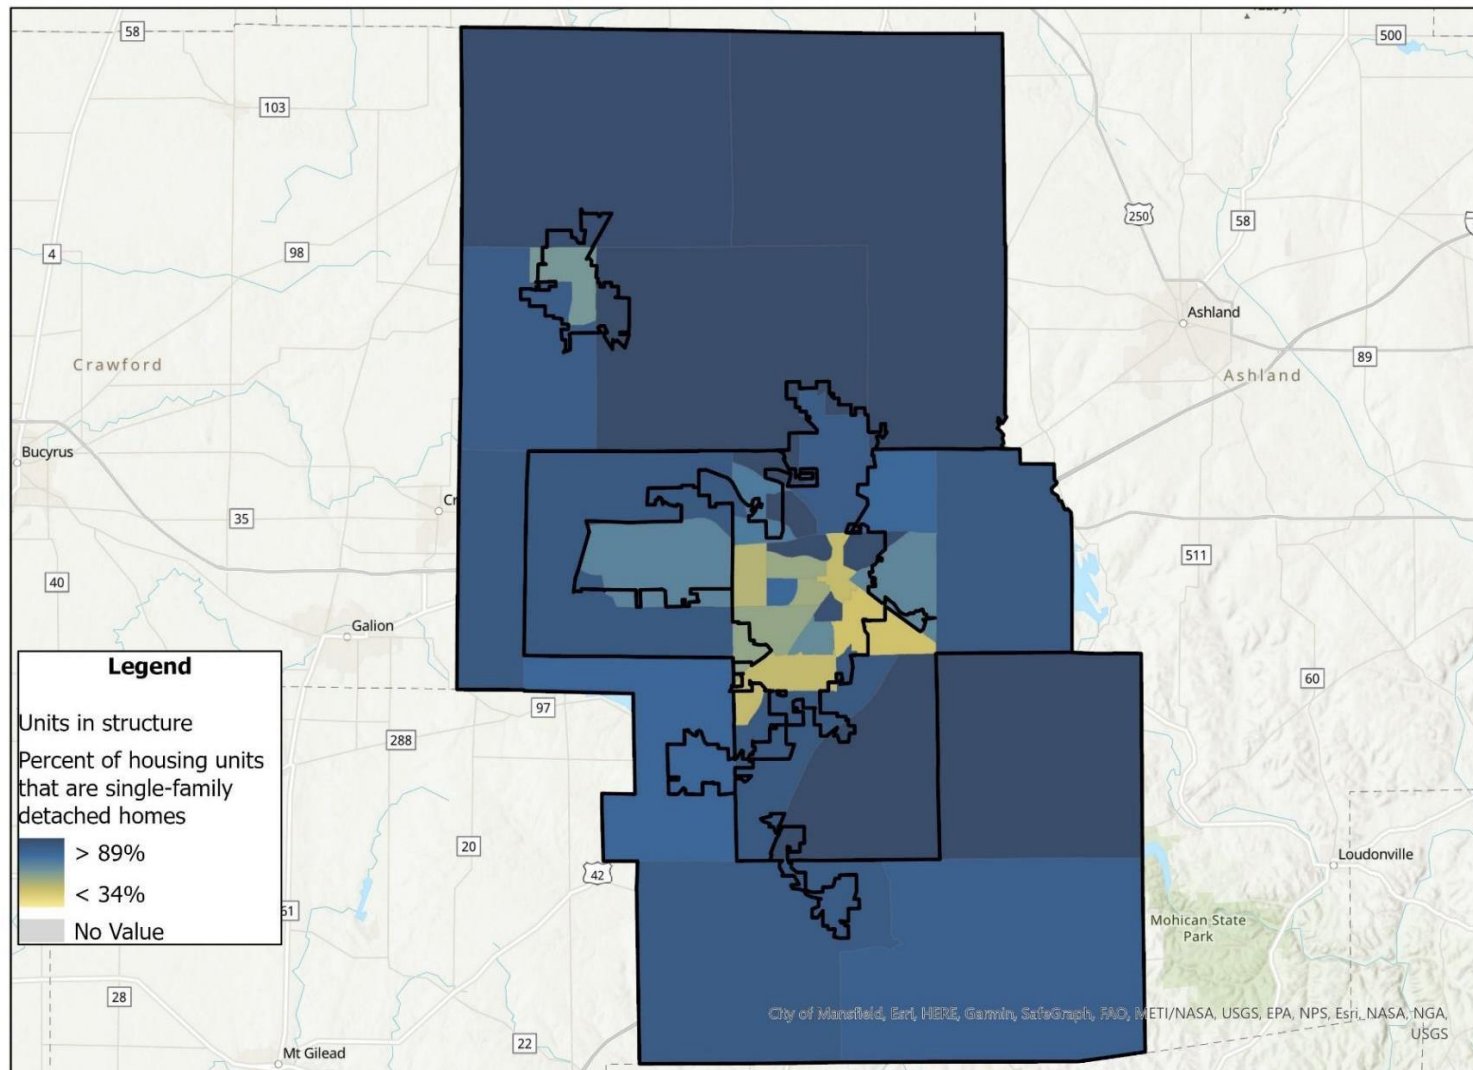 58
500
103
250
58
4
98
Ashland
89
Crawford
Ashland
Bucyrus
35
511
40
Galion
Legend
Units in structure
Percent of housing units
that are single-family
detached homes
> 89%
< 34%
No Value
97
60
288
20
42
Loudonville
61
Mohican State
Park
28
City of Mansfield, Esri, HERE, Garmin, SafeGraph, FAO, METI/NASA, USGS, EPA, NPS, Esri, NASA, NGA,
USGS
22
Mt Gilead